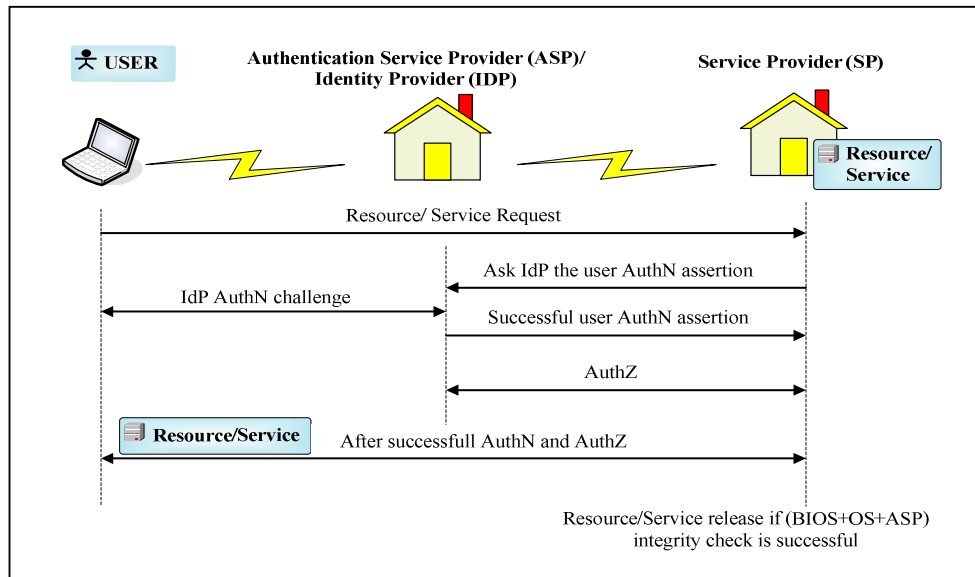 USER
Authentication Service Provider (ASP)/
Identity Provider (IDP)
Service Provider (SP)
Resource/
Service
Resource/ Service Request
Ask IdP the user AuthN assertion
IdP AuthN challenge
Successful user AuthN assertion
AuthZ
Resource/Service
After successfull AuthN and AuthZ
Resource/Service release if (BIOS+OS+ASP)
integrity check is successful